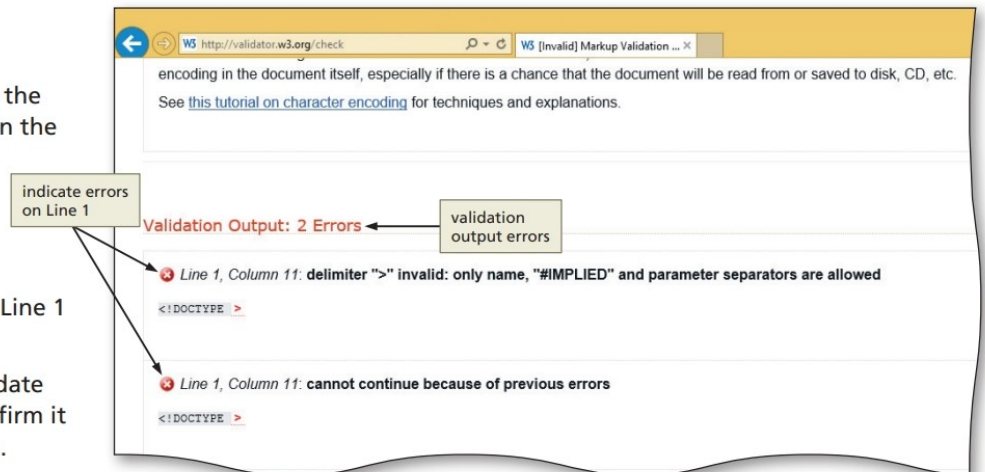 the
n the
Line 1
date
firm it
.
http://validator.w3.org/check
W3 [Invalid] Markup Validation ...
encoding in the document itself, especially if there is a chance that the document will be read from or saved to disk, CD, etc.
See this tutorial on character encoding for techniques and explanations.
indicate errors
on Line 1
Validation Output: 2 Errors
validation
output errors
Line 1, Column 11: delimiter ">" invalid: only name, "#IMPLIED" and parameter separators are allowed
<!DOCTYPE >
Line 1, Column 11: cannot continue because of previous errors
<!DOCTYPE >